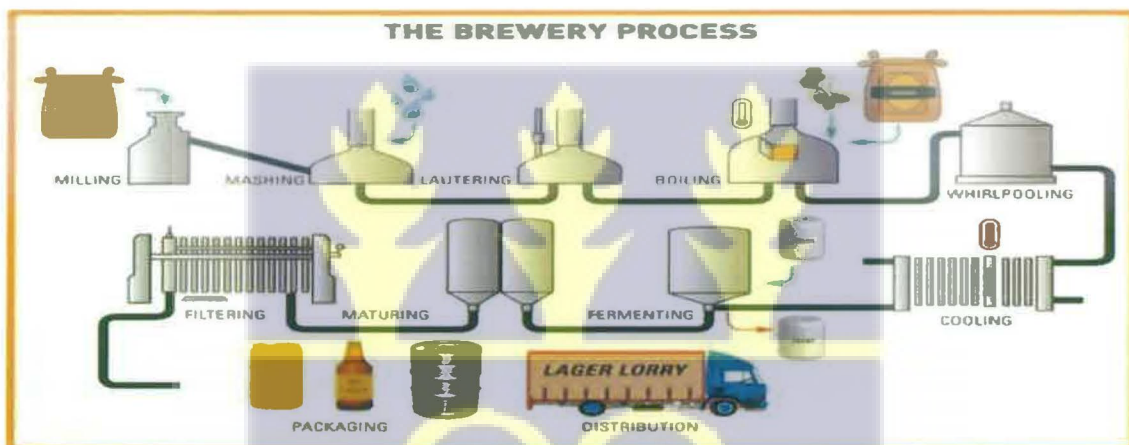 THE BREWERY PROCESS
MILLING
MASHING
LAUTERING
BOILING
WHIRLPOOLING
FILTERING
MATURING
FERMENTING
COOLING
LAGER LORRY
PACKAGING
DISTRIBUTION